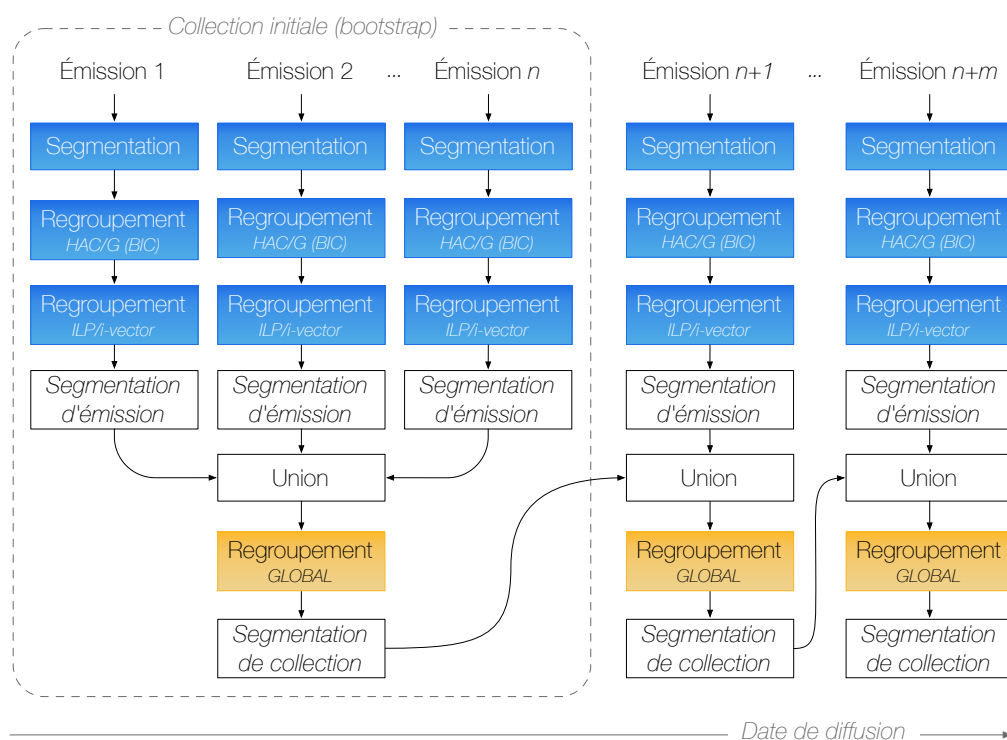 Collection initiale (bootstrap)
Émission 1
Émission 2
...
Émission n
Émission n+1
...
Émission n+m
Segmentation
Segmentation
Segmentation
Segmentation
Segmentation
Regroupement
HAC/G (BIC)
Regroupement
HAC/G (BIC)
Regroupement
HAC/G (BIC)
Regroupement
HAC/G (BIC)
Regroupement
HAC/G (BIC)
Regroupement
ILP/i-vector
Regroupement
ILP/i-vector
Regroupement
ILP/i-vector
Regroupement
ILP/i-vector
Regroupement
ILP/i-vector
Segmentation
d'émission
Segmentation
d'émission
Segmentation
d'émission
Segmentation
d'émission
Segmentation
d'émission
Union
Union
Union
Regroupement
GLOBAL
Regroupement
GLOBAL
Regroupement
GLOBAL
Segmentation
de collection
Segmentation
de collection
Segmentation
de collection
Date de diffusion